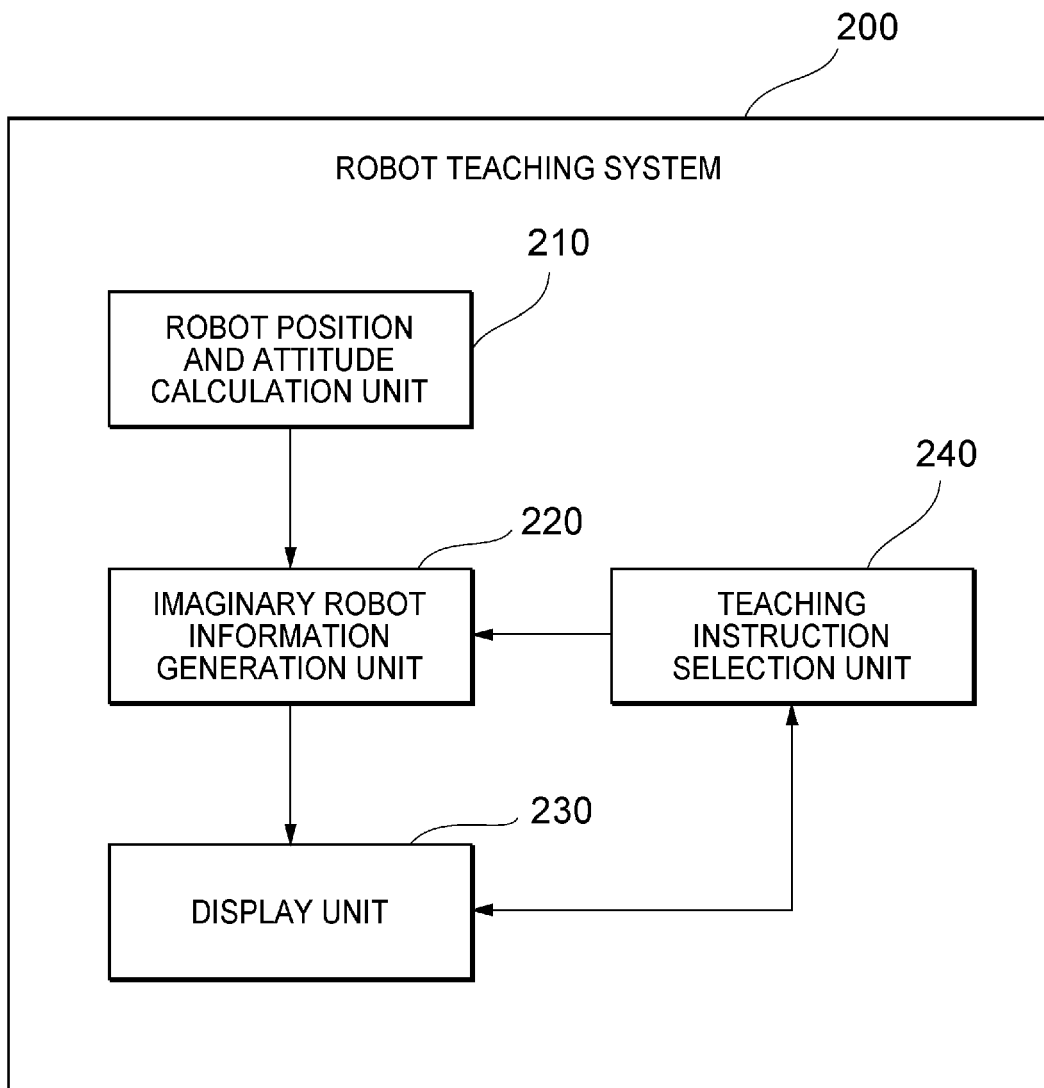 200
ROBOT TEACHING SYSTEM
210
ROBOT POSITION
AND ATTITUDE
CALCULATION UNIT
220
IMAGINARY ROBOT
INFORMATION
GENERATION UNIT
240
TEACHING
INSTRUCTION
SELECTION UNIT
230
DISPLAY UNIT